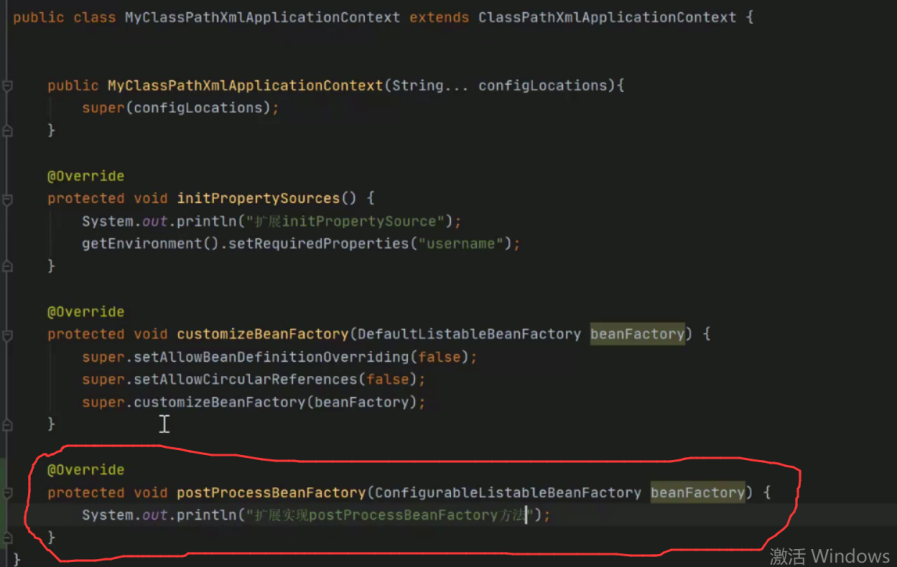 public class MyClassPathXmlApplicationContext extends ClassPathXmlApplicationContext {
public MyClassPathXmlApplicationContext(String... configLocations){
super(configLocations);
}
@Override
protected void initPropertySources() {
System.out.println("扩展initPropertySource");
getEnvironment().setRequiredProperties("username");
}
@Override
protected void customizeBeanFactory(DefaultListableBeanFactory beanFactory) {
super.setAllowBeanDefinitionOverriding(false);
super.setAllowCircularReferences(false);
super.customizeBeanFactory(beanFactory);
}
@Override
protected void postProcessBeanFactory(ConfigurableListableBeanFactory beanFactory) {
System.out.println("扩展实现postProcessBeanFactory方法");
}
}
激活 Windows